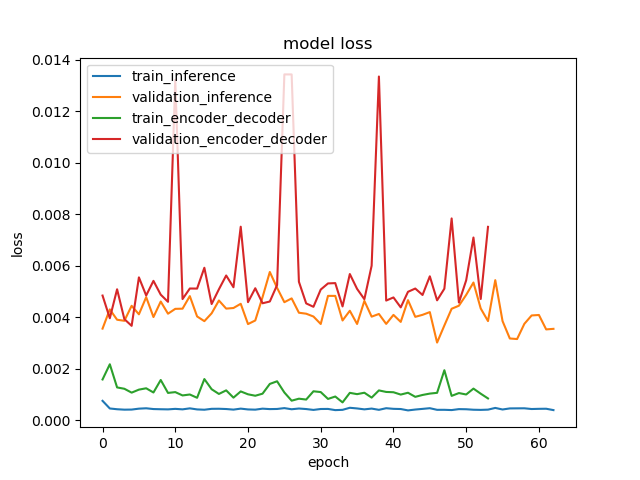 model loss
train_inference
validation_inference
train_encoder_decoder
validation_encoder_decoder
0.014
0.012
0.010
0.008
0.006
0.004
0.002
0.000
loss
0 10 20 30 40 50 60
epoch